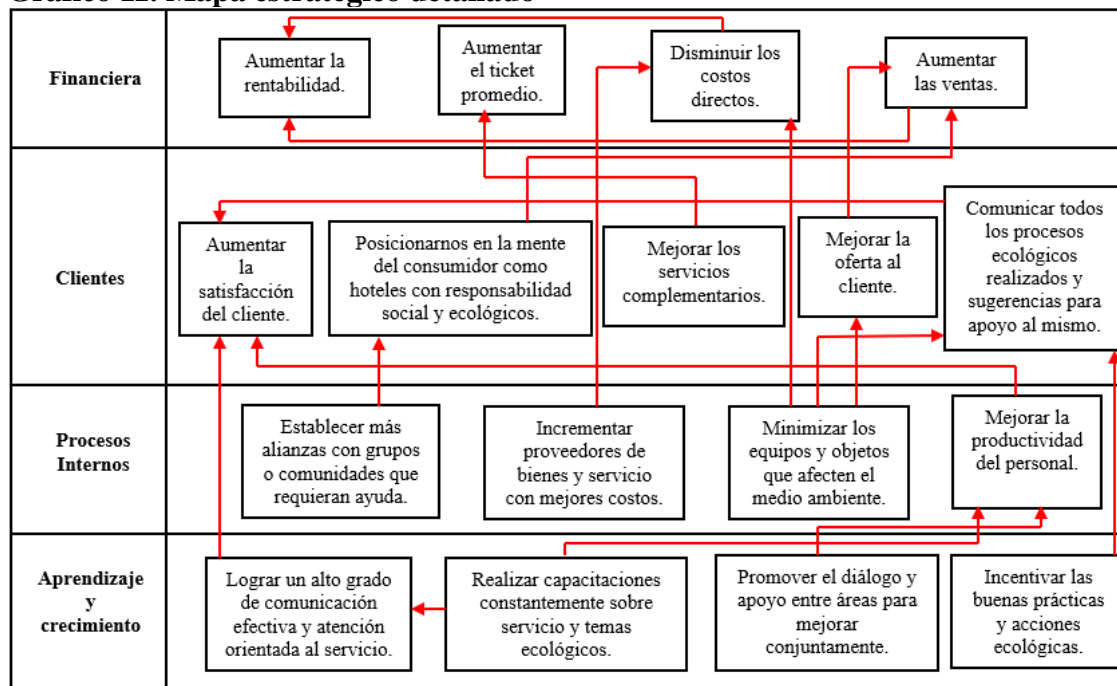 Gráfico 12. Mapa estratégico detallado
Financiera
Aumentar la
rentabilidad.
Aumentar
el ticket
promedio.
Disminuir los
costos
directos.
Aumentar
las ventas.
Clientes
Aumentar
la
satisfacción
del cliente.
Posicionarnos en la mente
del consumidor como
hoteles con responsabilidad
social y ecológicos.
Mejorar los
servicios
complementarios.
Mejorar la
oferta al
cliente.
Comunicar todos
los procesos
ecológicos
realizados y
sugerencias para
apoyo al mismo.
Procesos
Internos
Establecer más
alianzas con grupos
o comunidades que
requieran ayuda.
Incrementar
proveedores de
bienes y servicio
con mejores costos.
Minimizar los
equipos y objetos
que afecten el
medio ambiente.
Mejorar la
productividad
del personal.
Aprendizaje
y
crecimiento
Lograr un alto grado
de comunicación
efectiva y atención
orientada al servicio.
Realizar capacitaciones
constantemente sobre
servicio y temas
ecológicos.
Promover el diálogo y
apoyo entre áreas para
mejorar
conjuntamente.
Incentivar las
buenas prácticas
y acciones
ecológicas.